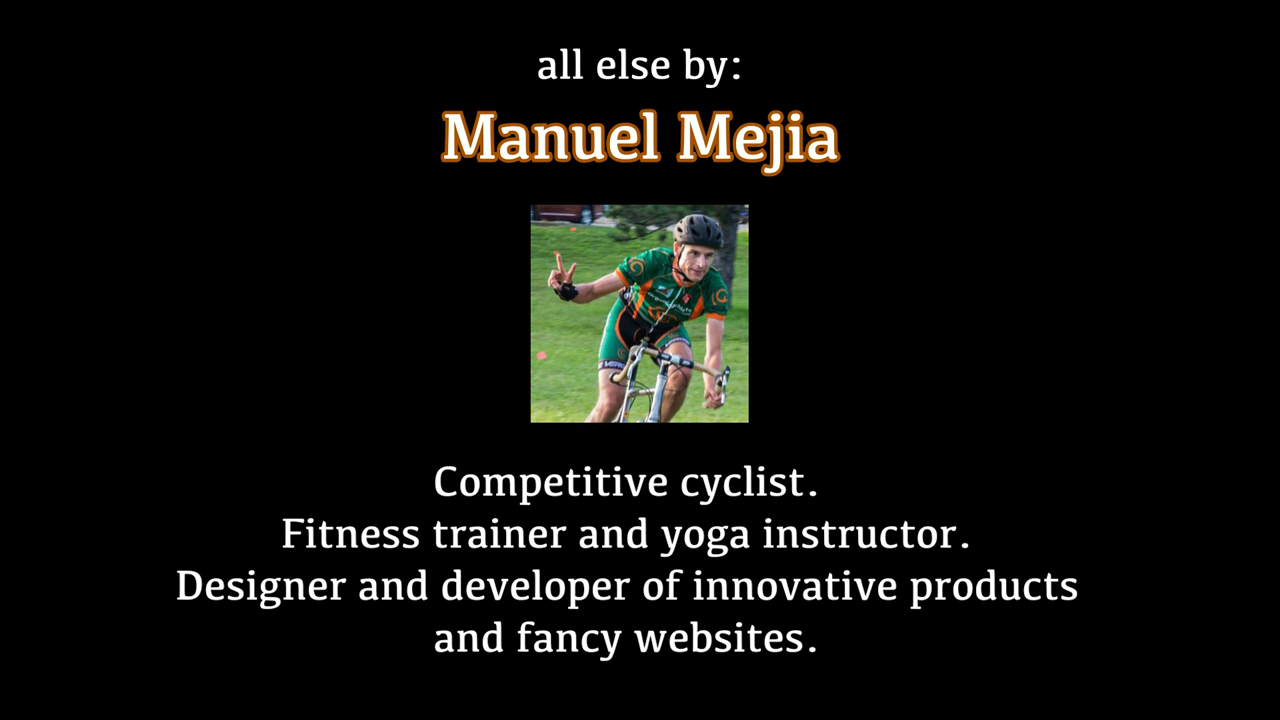 all else by:
Manuel Mejia
Competitive cyclist.
Fitness trainer and yoga instructor.
Designer and developer of innovative products
and fancy websites.